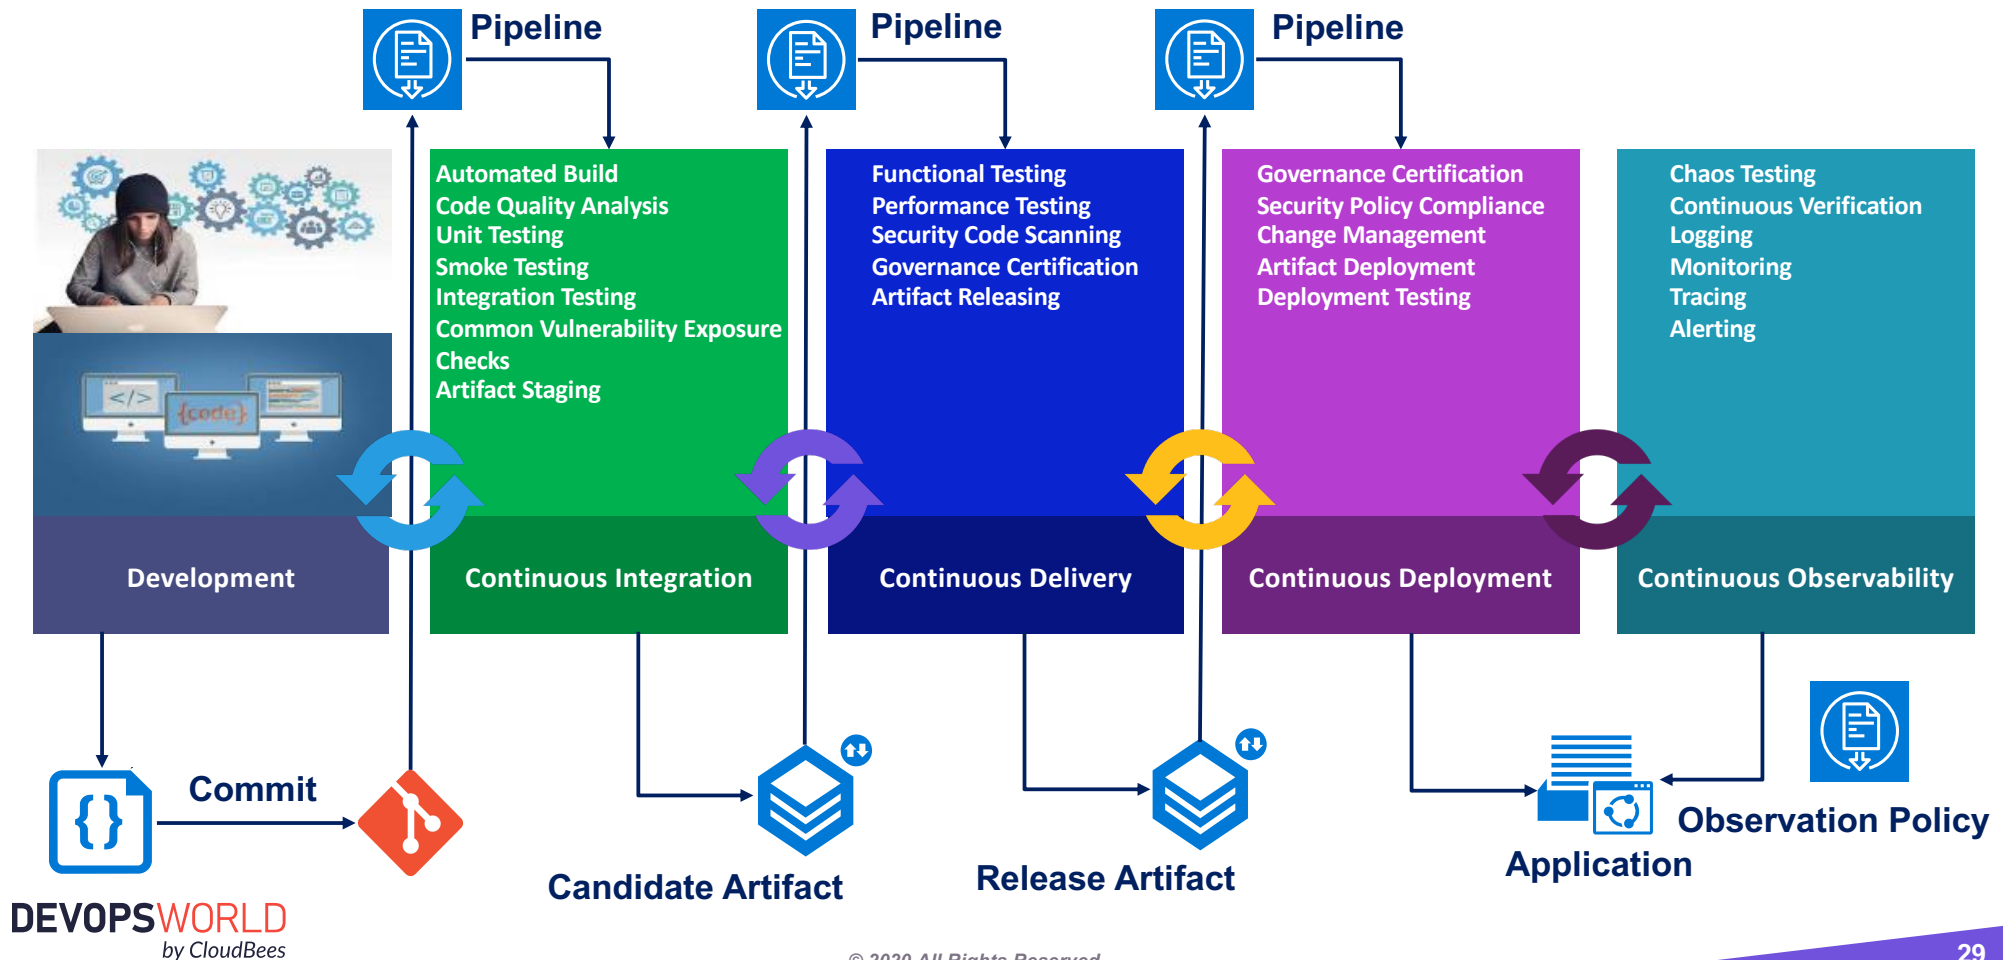 Pipeline
Pipeline
Pipeline
Automated Build
Code Quality Analysis
Unit Testing
Smoke Testing
Integration Testing
Common Vulnerability Exposure
Checks
Artifact Staging
Functional Testing
Performance Testing
Security Code Scanning
Governance Certification
Artifact Releasing
Governance Certification
Security Policy Compliance
Change Management
Artifact Deployment
Deployment Testing
Chaos Testing
Continuous Verification
Logging
Monitoring
Tracing
Alerting
</>
{code}
Development
Continuous Integration
Continuous Delivery
Continuous Deployment
Continuous Observability
{}
Commit
Candidate Artifact
Release Artifact
Application
Observation Policy
DEVOPSWORLD
by CloudBees
© 2020 All Rights Reserved
29